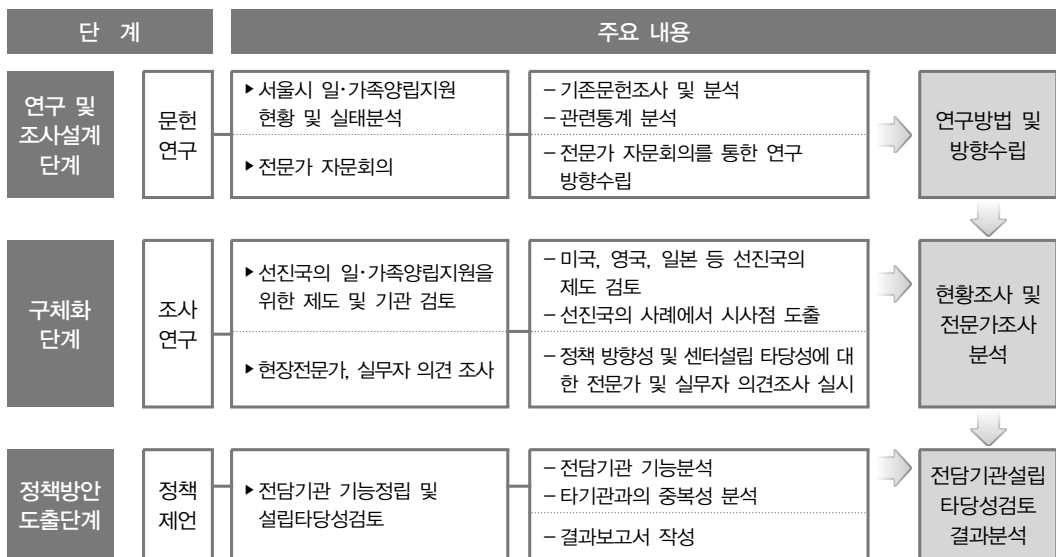 단 계
주요 내용
연구 및
조사설계
단계
문헌
연구
▶서울시 일·가족양립지원
현황 및 실태분석
▶전문가 자문회의
–기존문헌조사 및 분석
–관련통계 분석
–전문가 자문회의를 통한 연구
방향수립
연구방법 및
방향수립
구체화
단계
조사
연구
▶선진국의 일·가족양립지원을
위한 제도 및 기관 검토
▶현장전문가, 실무자 의견 조사
–미국, 영국, 일본 등 선진국의
제도 검토
–선진국의 사례에서 시사점 도출
–정책 방향성 및 센터설립 타당성에 대
한 전문가 및 실무자 의견조사 실시
현황조사 및
전문가조사
분석
정책방안
도출단계
정책
제언
▶전담기관 기능정립 및
설립타당성검토
–전담기관 기능분석
–타기관과의 중복성 분석
–결과보고서 작성
전담기관설립
타당성검토
결과분석